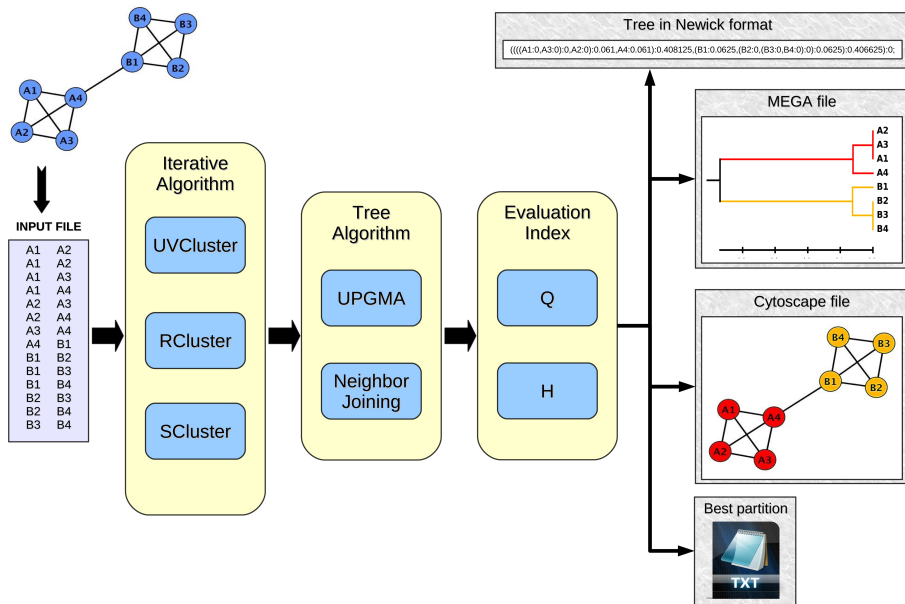 B4
B3
B1
B2
A1
A4
A2
A3
INPUT FILE
A1 A2
A1 A2
A1 A3
A1 A4
A2 A3
A2 A4
A3 A4
A4 B1
B1 B2
B1 B3
B1 B4
B2 B3
B2 B4
B3 B4
Iterative
Algorithm
UVCluster
RCluster
SCluster
Tree
Algorithm
UPGMA
Neighbor
Joining
Evaluation
Index
Q
H
Tree in Newick format
((((A1:0,A3:0):0,A2:0):0.061,A4:0.061):0.408125,(B1:0.0625,(B2:0,(B3:0,B4:0):0):0.0625):0.406625):0;
MEGA file
A2
A3
A1
A4
B1
B2
B3
B4
Cytoscape file
B4
B3
B1
B2
A1
A4
A2
A3
Best partition
TXT